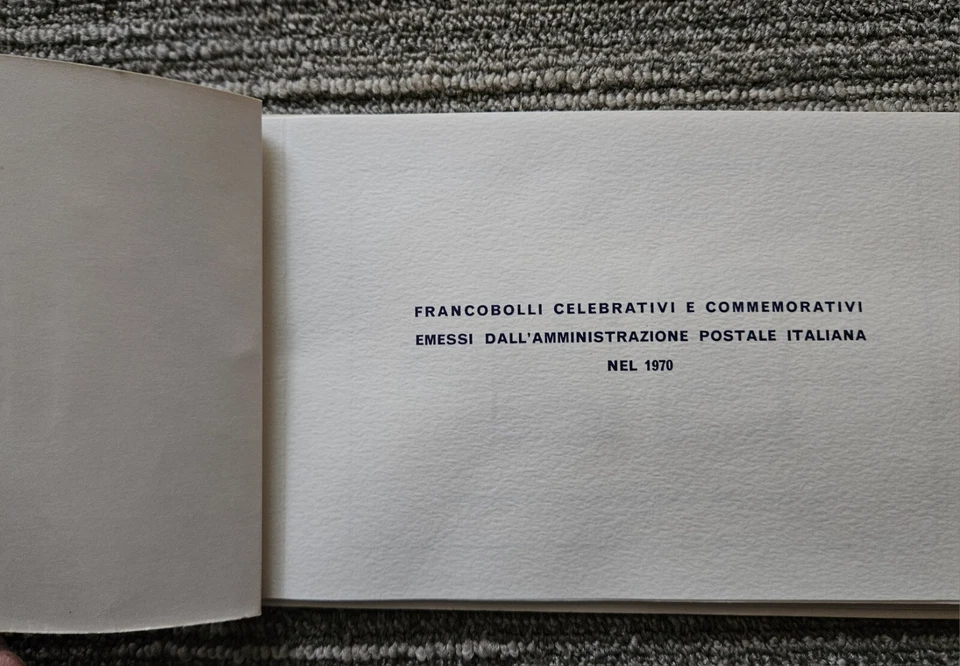 FRANCOBOLLI CELEBRATIVI E COMMEMORATIVI
EMESSI DALL'AMMINISTRAZIONE POSTALE ITALIANA
NEL 1970